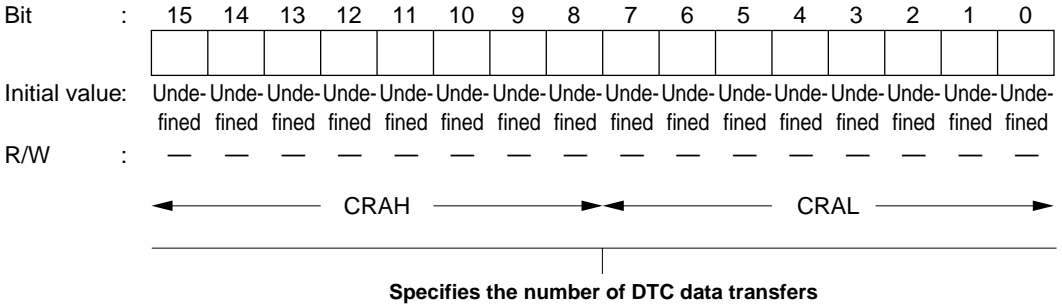 Bit : 15 14 13 12 11 10 9 8 7 6 5 4 3 2 1 0
Initial value: Unde- Unde- Unde- Unde- Unde- Unde- Unde- Unde- Unde- Unde- Unde- Unde- Unde- Unde- Unde- Unde-
fined fined fined fined fined fined fined fined fined fined fined fined fined fined fined fined
R/W : — — — — — — — — — — — — — — — —
CRAH CRAL
Specifies the number of DTC data transfers